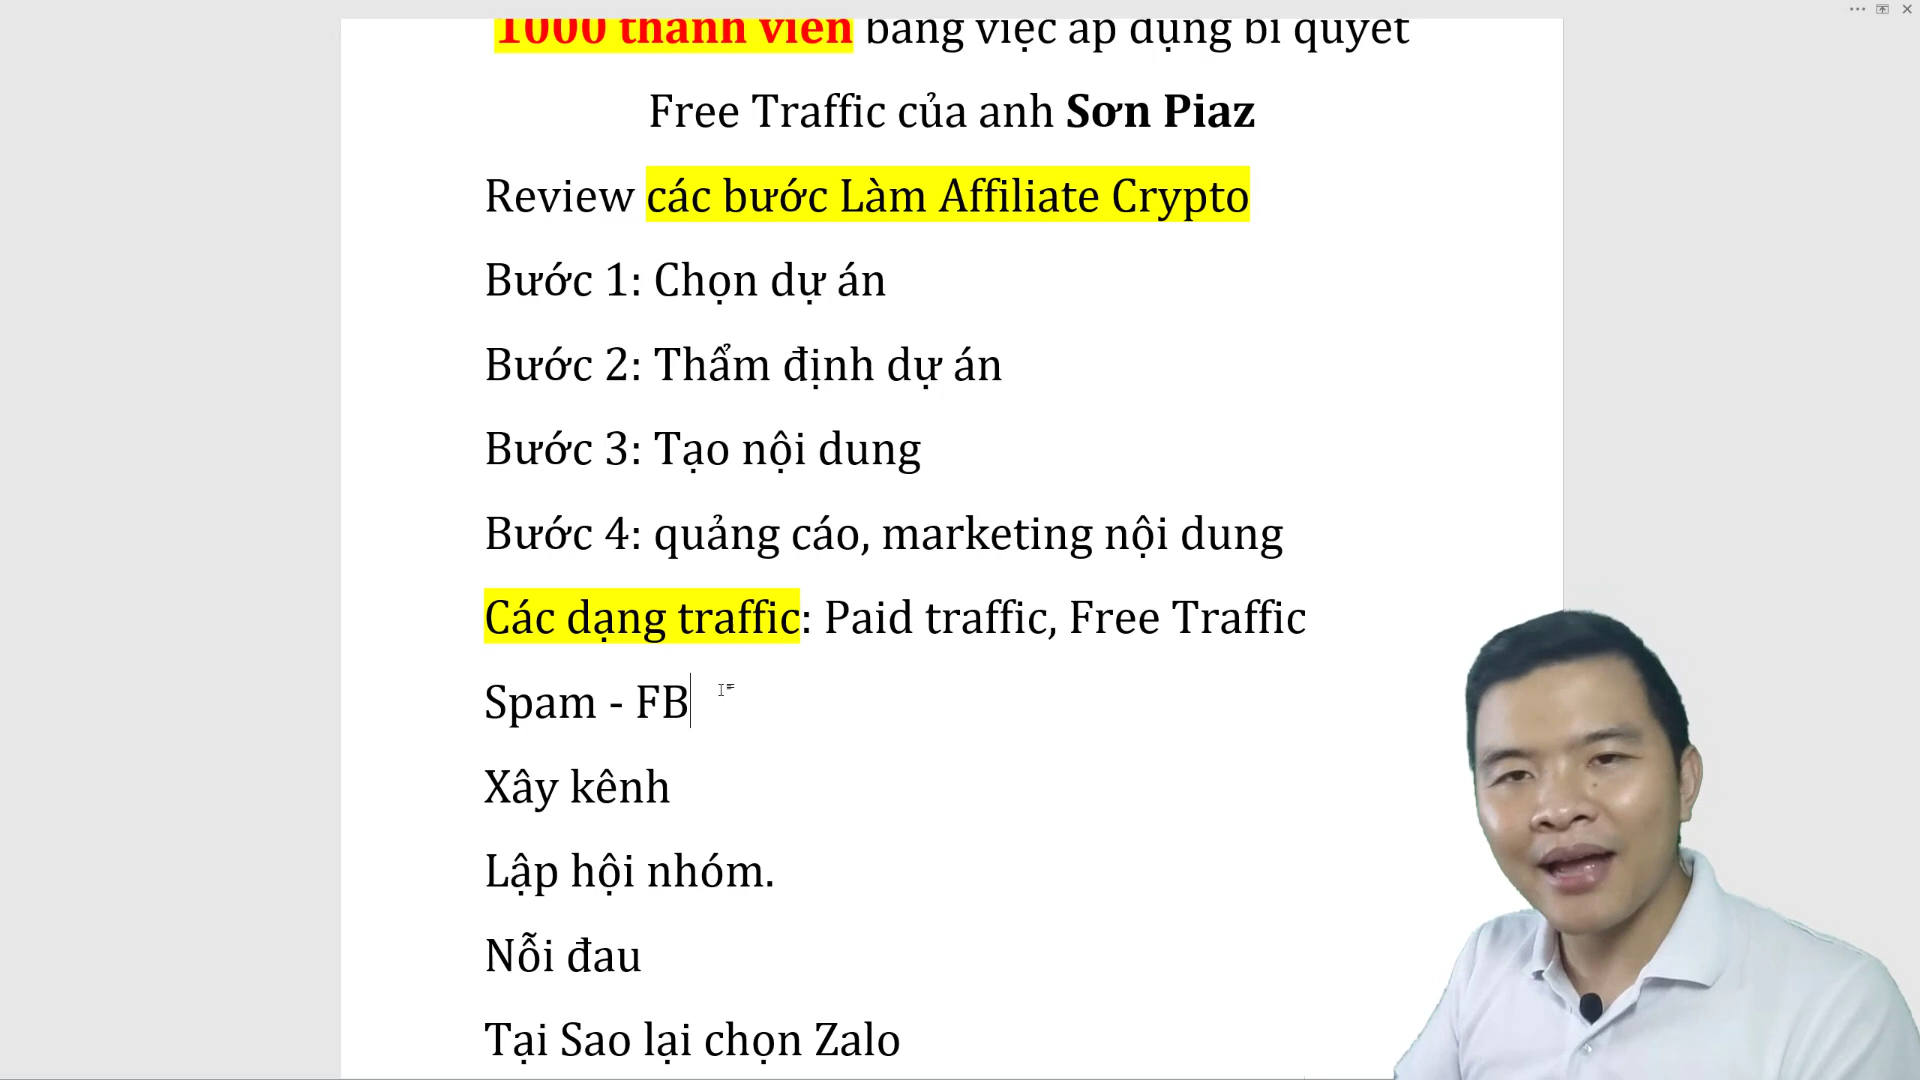 1000 thành viên bằng việc áp dụng bí quyết
Free Traffic của anh Sơn Piaz
Review các bước Làm Affiliate Crypto
Bước 1: Chọn dự án
Bước 2: Thẩm định dự án
Bước 3: Tạo nội dung
Bước 4: quảng cáo, marketing nội dung
Các dạng traffic: Paid traffic, Free Traffic
Spam - FB
Xây kênh
Lập hội nhóm.
Nỗi đau
Tại Sao lại chọn Zalo